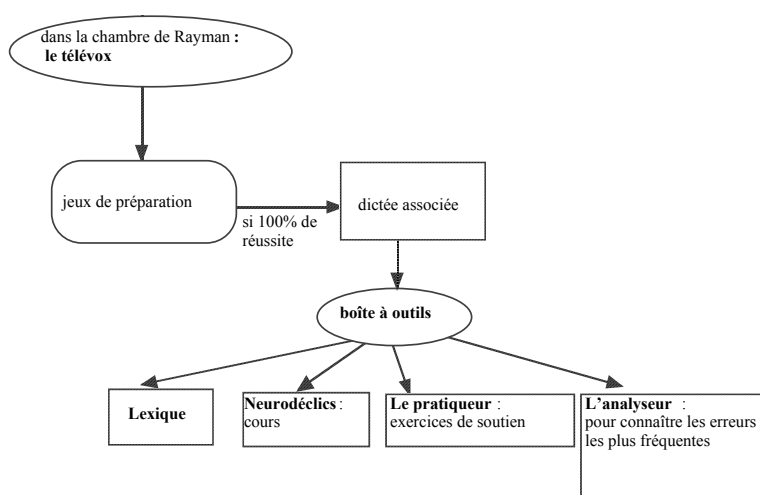 dans la chambre de Rayman :
le télévox
jeux de préparation
si 100% de
réussite
dictée associée
boîte à outils
Lexique
Neurodéclics :
cours
Le pratiqueur :
exercices de soutien
L'analyseur :
pour connaître les erreurs
les plus fréquentes